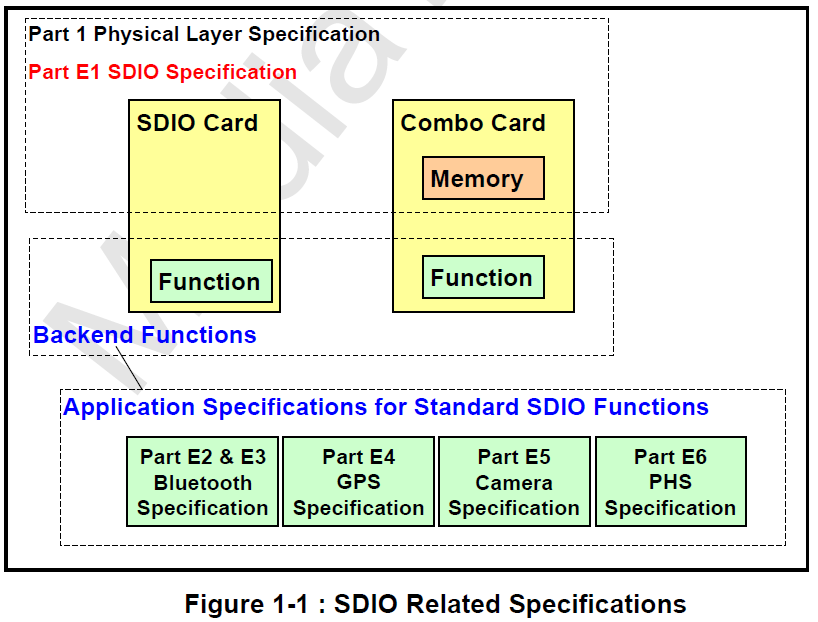 Part 1 Physical Layer Specification
Part E1 SDIO Specification
SDIO Card
Combo Card
Memory
Function
Function
Backend Functions
Application Specifications for Standard SDIO Functions
Part E2 & E3
Bluetooth
Specification
Part E4
GPS
Specification
Part E5
Camera
Specification
Part E6
PHS
Specification
Figure 1-1 : SDIO Related Specifications